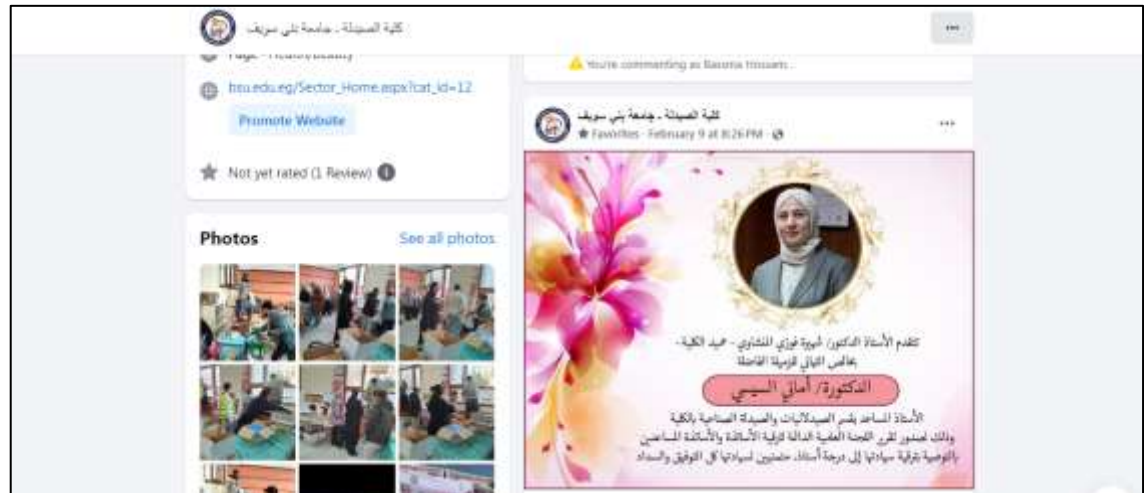 كلية الصيدلة ـ جامعة بني سويف
Page · Health/beauty
bsu.edu.eg/Sector_Home.aspx?cat_id=12
Promote Website
Not yet rated (1 Review)
Photos
See all photos
You're commenting as Basma Hossam...
كلية الصيدلة ـ جامعة بني سويف
Favorites · February 9 at 8:26 PM
تتقدم الأستاذ الدكتور/ شهيرة فوزي المنشاوي - عميد الكلية -
بخالص التهاني للزميلة الفاضلة
الدكتورة/ أماني السيسي
الأستاذ المساعد بقسم الصيدلانيات والصيدلة الصناعية بالكلية
وذلك لصدور تقرير اللجنة العلمية الدائمة لترقية الأساتذة والأساتذة المساعدين
بالتوصية بترقية سيادتها إلى درجة أستاذ، متمنيين لسيادتها كل التوفيق والسداد